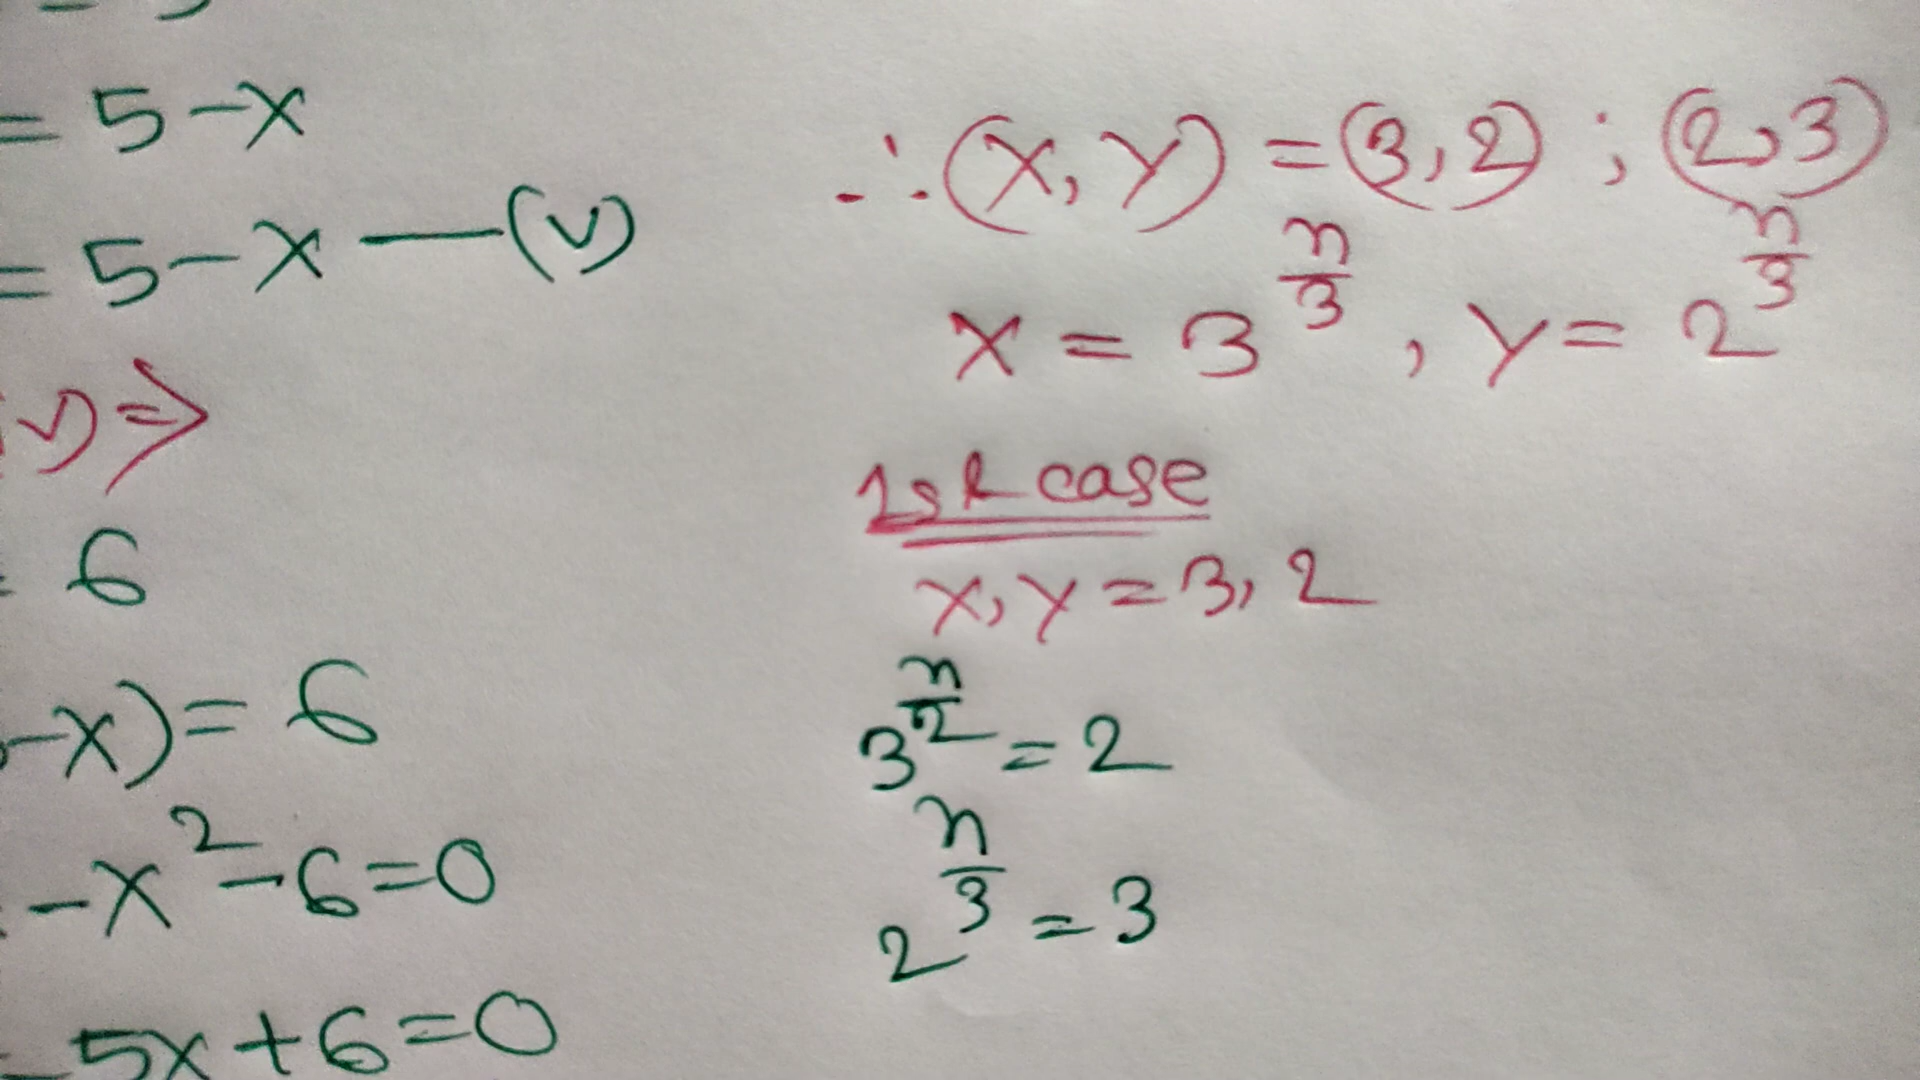 = 5-x
= 5-x —(v)
v) ⇒
6
-x) = 6
-x²-6=0
-5x+6=0
∴ (x, y) = (3, 2) ; (2, 3)
x = 3^(n/3) , y = 2^(n/3)
1st case
x, y = 3, 2
3^(n/2) = 2
2^(n/3) = 3